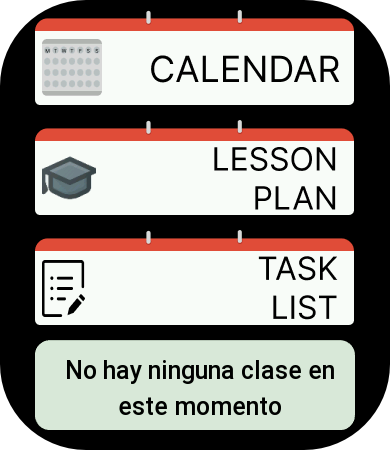 M T W T F S S
CALENDAR
LESSON
PLAN
TASK
LIST
No hay ninguna clase en
este momento